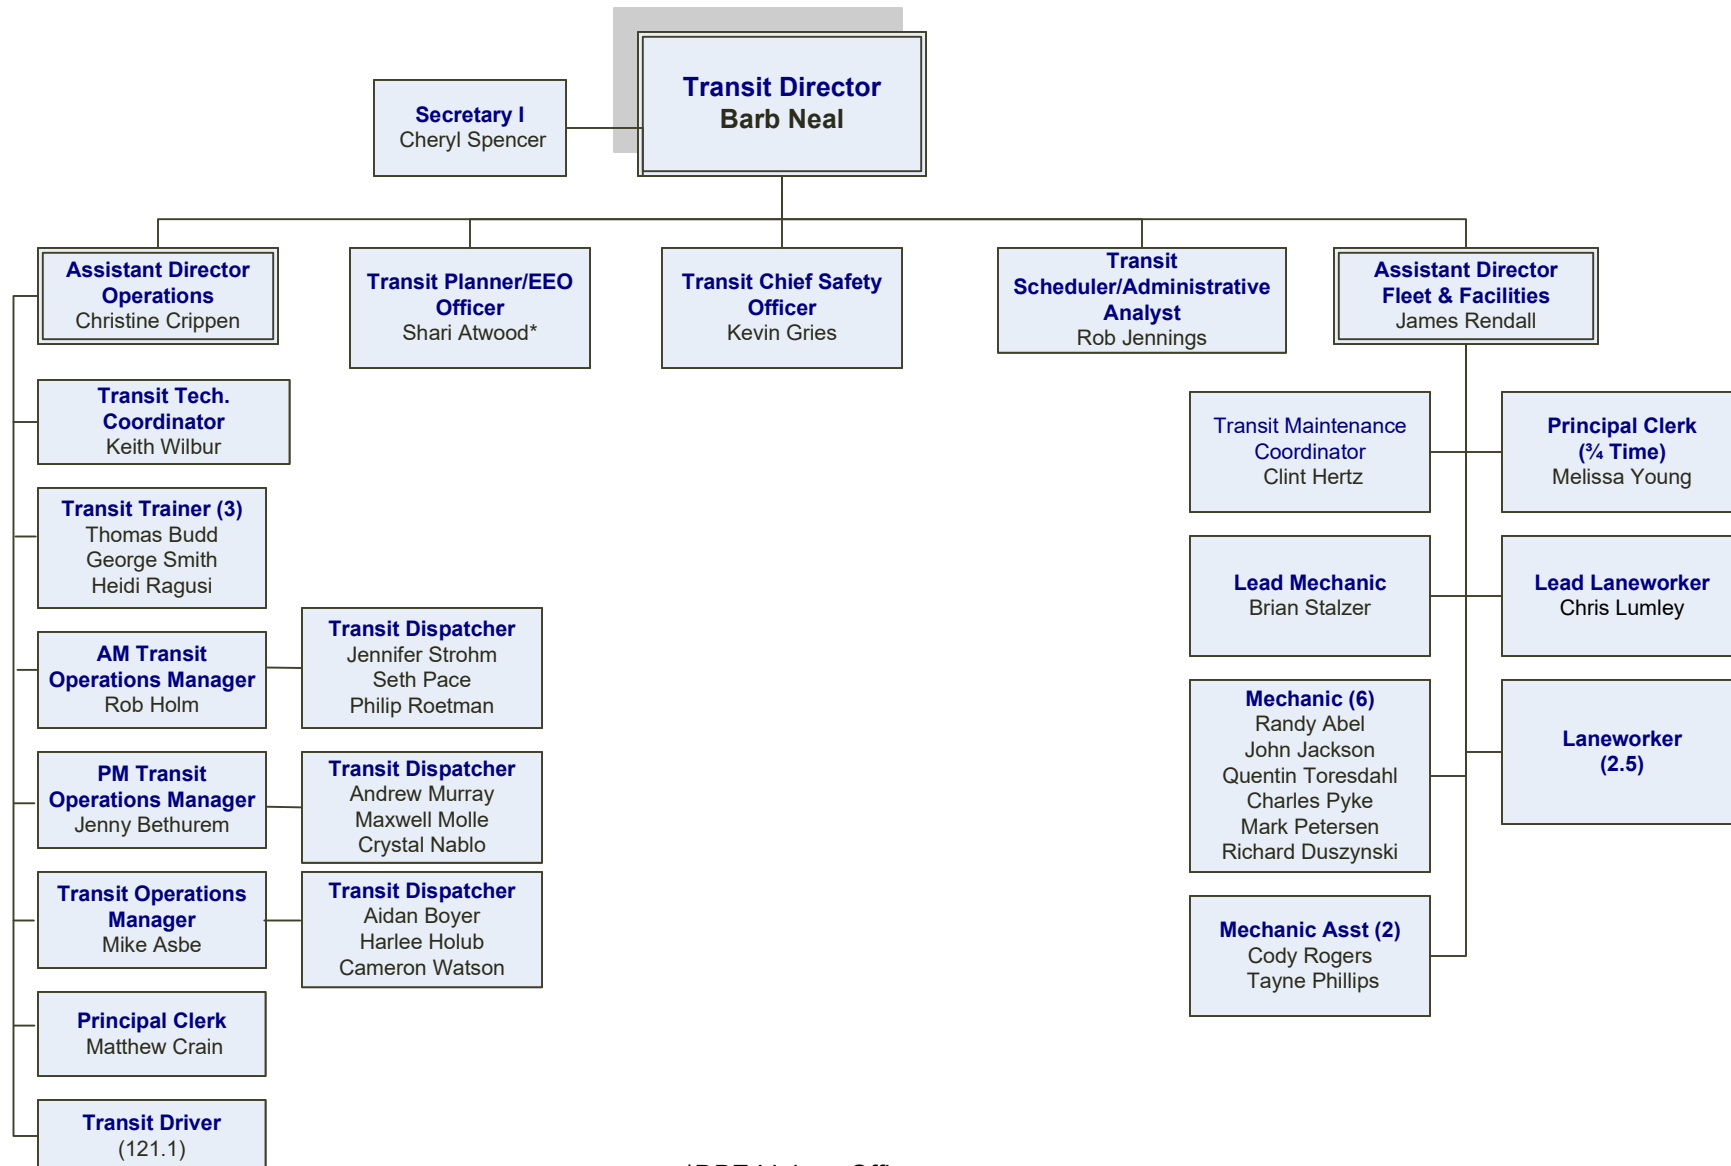 Transit Director
Barb Neal
Secretary I
Cheryl Spencer
Assistant Director
Operations
Christine Crippen
Transit Planner/EEO
Officer
Shari Atwood*
Transit Chief Safety
Officer
Kevin Gries
Transit
Scheduler/Administrative
Analyst
Rob Jennings
Assistant Director
Fleet & Facilities
James Rendall
Transit Tech.
Coordinator
Keith Wilbur
Transit Trainer (3)
Thomas Budd
George Smith
Heidi Ragusi
AM Transit
Operations Manager
Rob Holm
Transit Dispatcher
Jennifer Strohm
Seth Pace
Philip Roetman
PM Transit
Operations Manager
Jenny Bethurem
Transit Dispatcher
Andrew Murray
Maxwell Molle
Crystal Nablo
Transit Operations
Manager
Mike Asbe
Transit Dispatcher
Aidan Boyer
Harlee Holub
Cameron Watson
Principal Clerk
Matthew Crain
Transit Driver
(121.1)
Transit Maintenance
Coordinator
Clint Hertz
Principal Clerk
(¾ Time)
Melissa Young
Lead Mechanic
Brian Stalzer
Lead Laneworker
Chris Lumley
Mechanic (6)
Randy Abel
John Jackson
Quentin Toresdahl
Charles Pyke
Mark Petersen
Richard Duszynski
Laneworker
(2.5)
Mechanic Asst (2)
Cody Rogers
Tayne Phillips